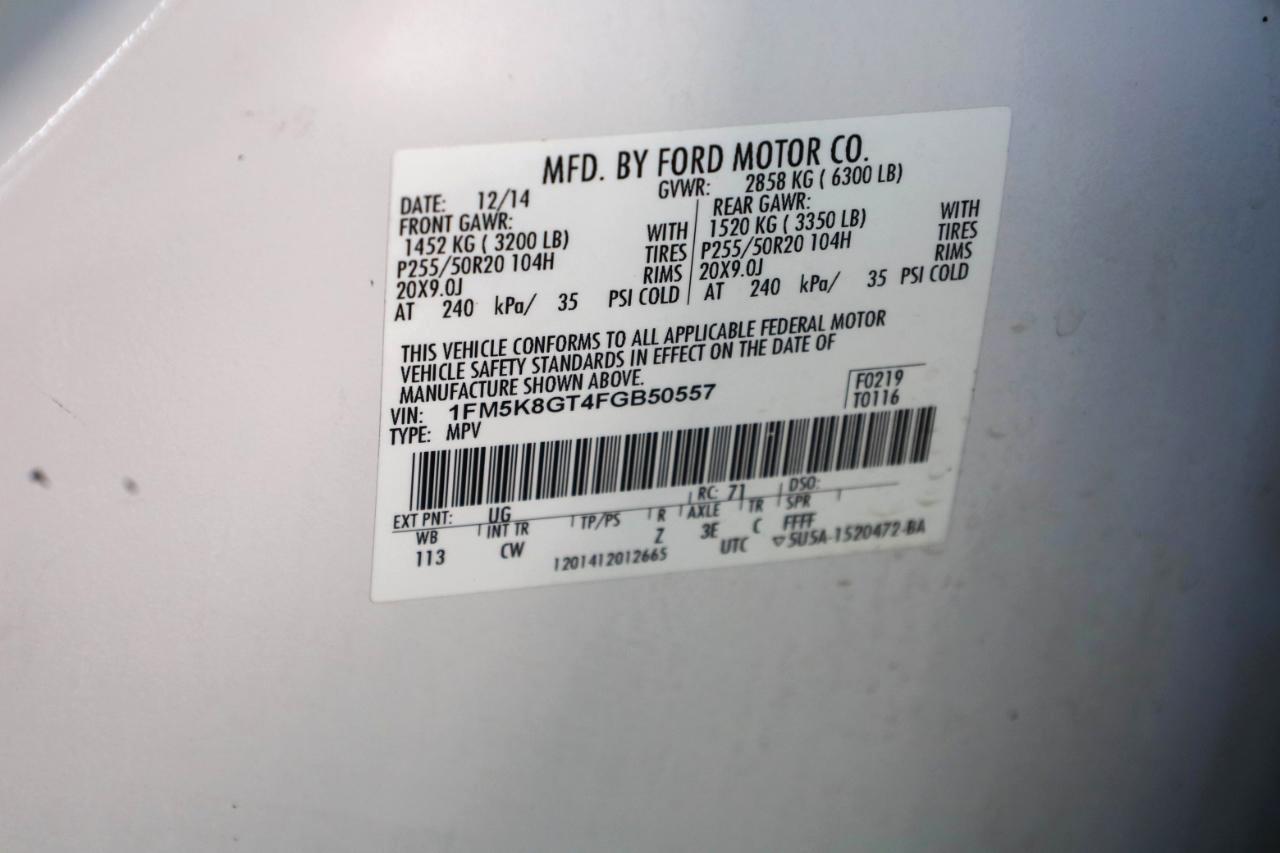 MFD. BY FORD MOTOR CO.
DATE: 12/14 GVWR: 2858 KG ( 6300 LB)
FRONT GAWR: REAR GAWR:
1452 KG ( 3200 LB) WITH 1520 KG ( 3350 LB) WITH
P255/50R20 104H TIRES P255/50R20 104H TIRES
20X9.0J RIMS 20X9.0J RIMS
AT 240 kPa/ 35 PSI COLD AT 240 kPa/ 35 PSI COLD
THIS VEHICLE CONFORMS TO ALL APPLICABLE FEDERAL MOTOR
VEHICLE SAFETY STANDARDS IN EFFECT ON THE DATE OF
MANUFACTURE SHOWN ABOVE.
F0219
VIN: 1FM5K8GT4FGB50557 T0116
TYPE: MPV
EXT PNT: UG RC: 71 DSO:
WB INT TR TP/PS R AXLE TR SPR
113 CW Z 3E C FFFF
1201412012665 UTC ▽5U5A-1520472-BA